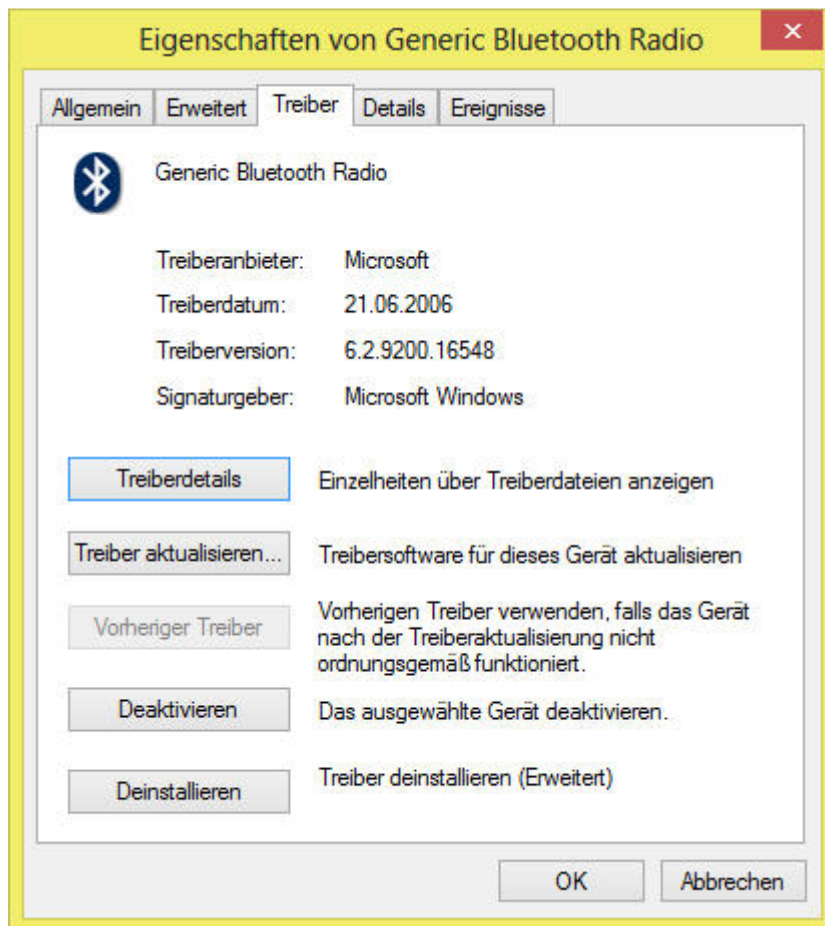 Eigenschaften von Generic Bluetooth Radio
Allgemein Erweitert Treiber Details Ereignisse
Generic Bluetooth Radio
Treiberanbieter: Microsoft
Treiberdatum: 21.06.2006
Treiberversion: 6.2.9200.16548
Signaturgeber: Microsoft Windows
Treiberdetails Einzelheiten über Treiberdateien anzeigen
Treiber aktualisieren... Treibersoftware für dieses Gerät aktualisieren
Vorheriger Treiber
Vorherigen Treiber verwenden, falls das Gerät
nach der Treiberaktualisierung nicht
ordnungsgemäß funktioniert.
Deaktivieren Das ausgewählte Gerät deaktivieren.
Deinstallieren Treiber deinstallieren (Erweitert)
OK Abbrechen